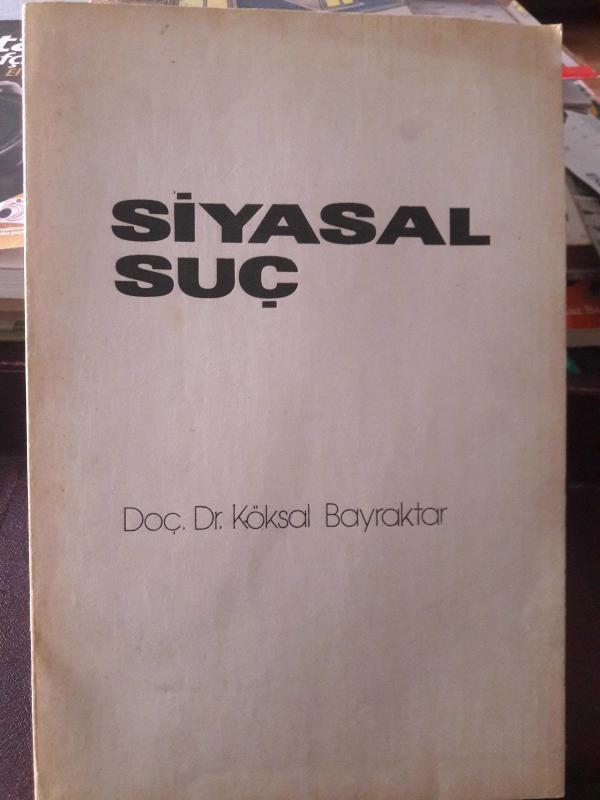 SİYASAL
SUÇ
Doç. Dr. Köksal Bayraktar